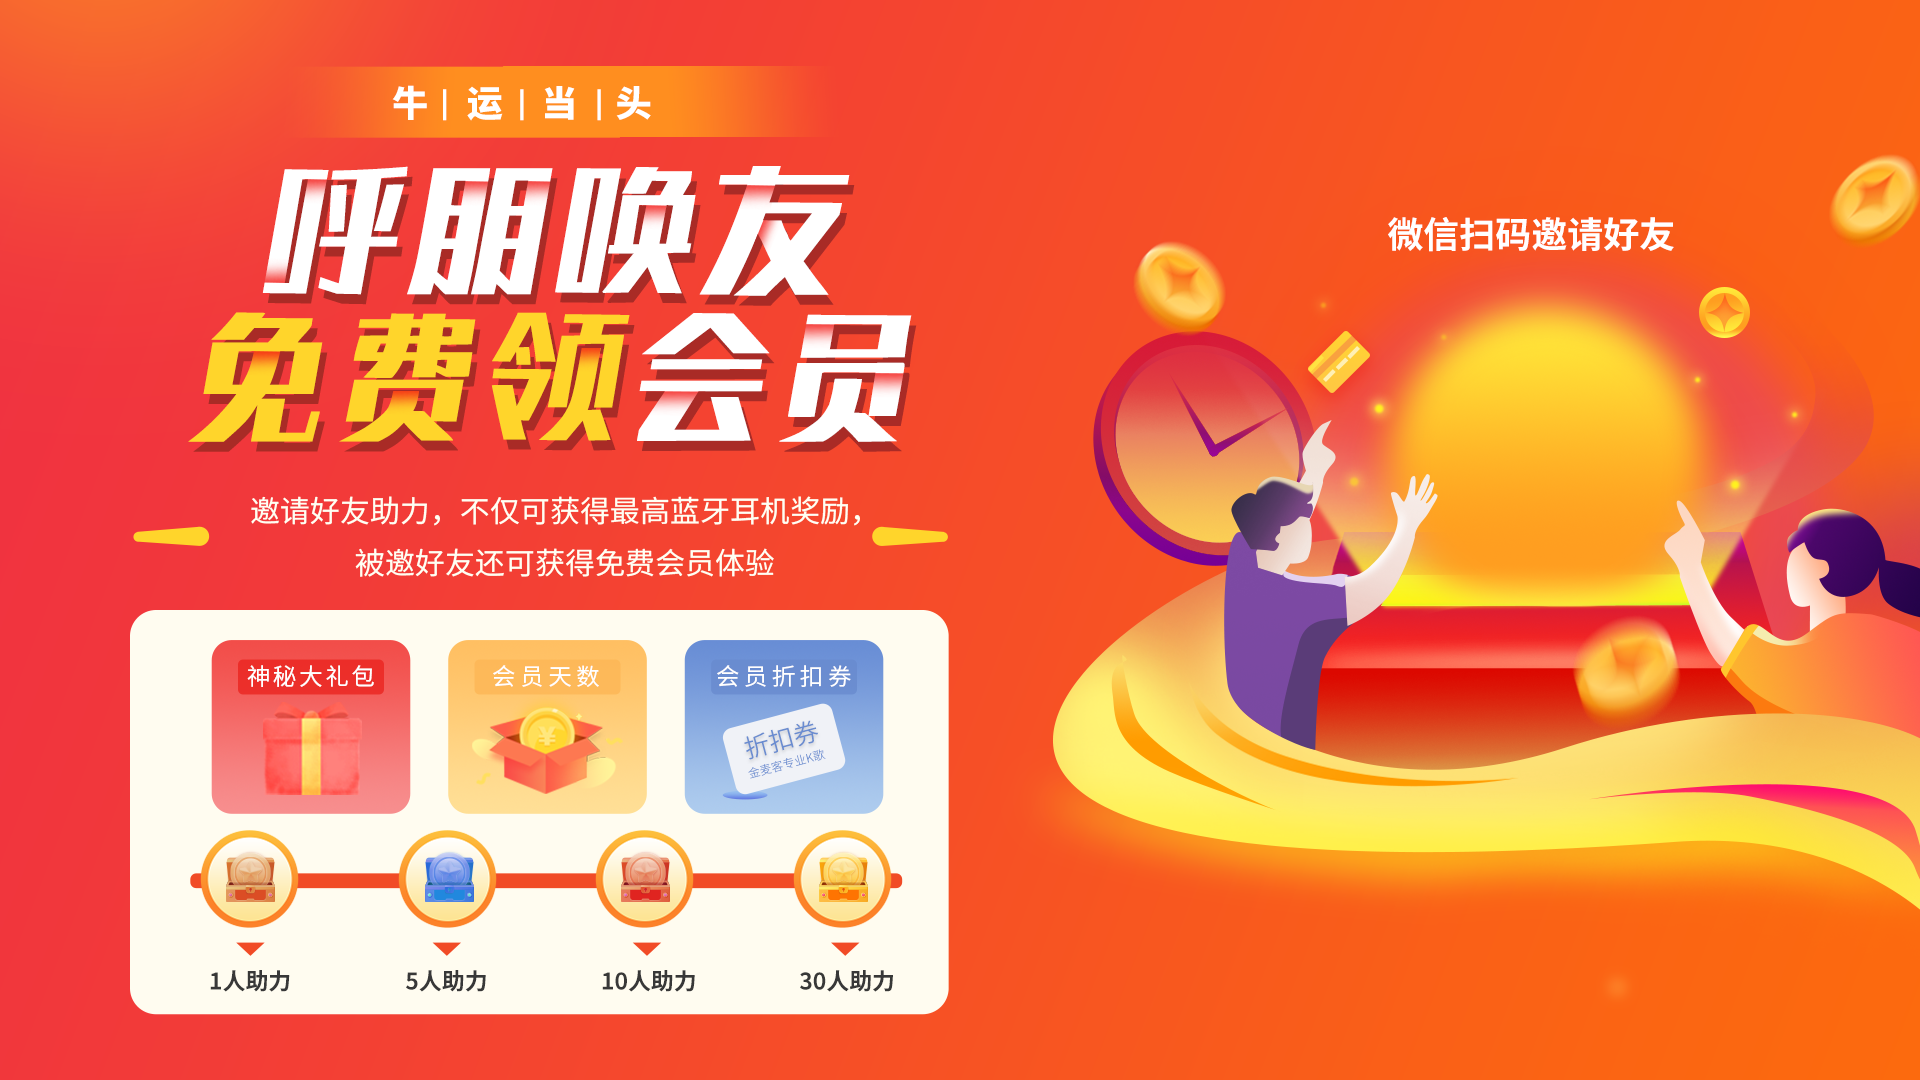 牛 | 运 | 当 | 头
呼朋唤友
免费领会员
邀请好友助力，不仅可获得最高蓝牙耳机奖励，
被邀好友还可获得免费会员体验
微信扫码邀请好友
神秘大礼包
会员天数
¥
会员折扣券
折扣券
金麦客专业K歌
1人助力
5人助力
10人助力
30人助力